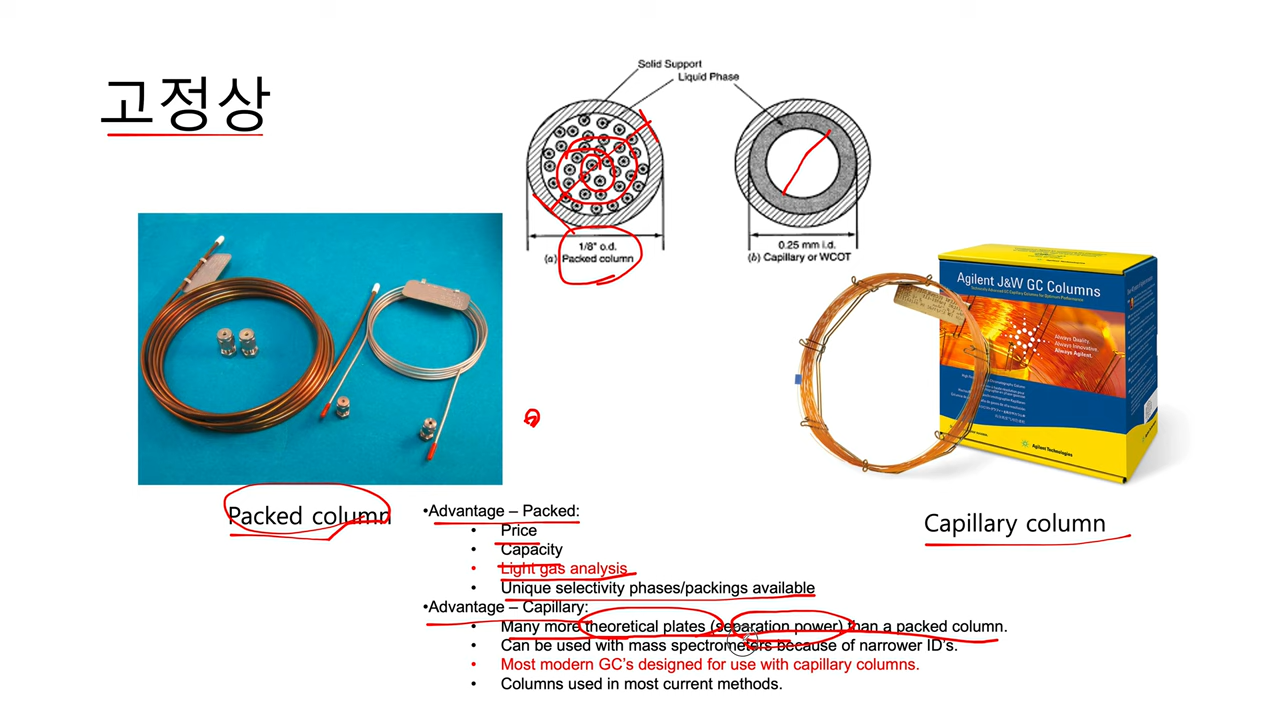 고정상
Solid Support
Liquid Phase
1/8" o.d.
(a) Packed column
0.25 mm i.d.
(b) Capillary or WCOT
Agilent J&W GC Columns
Always Quality.
Always Innovative.
Always Agilent.
Agilent Technologies
Packed column
Capillary column
•Advantage – Packed:
• Price
• Capacity
• Light gas analysis
• Unique selectivity phases/packings available
•Advantage – Capillary:
• Many more theoretical plates (separation power) than a packed column.
• Can be used with mass spectrometers because of narrower ID's.
• Most modern GC's designed for use with capillary columns.
• Columns used in most current methods.